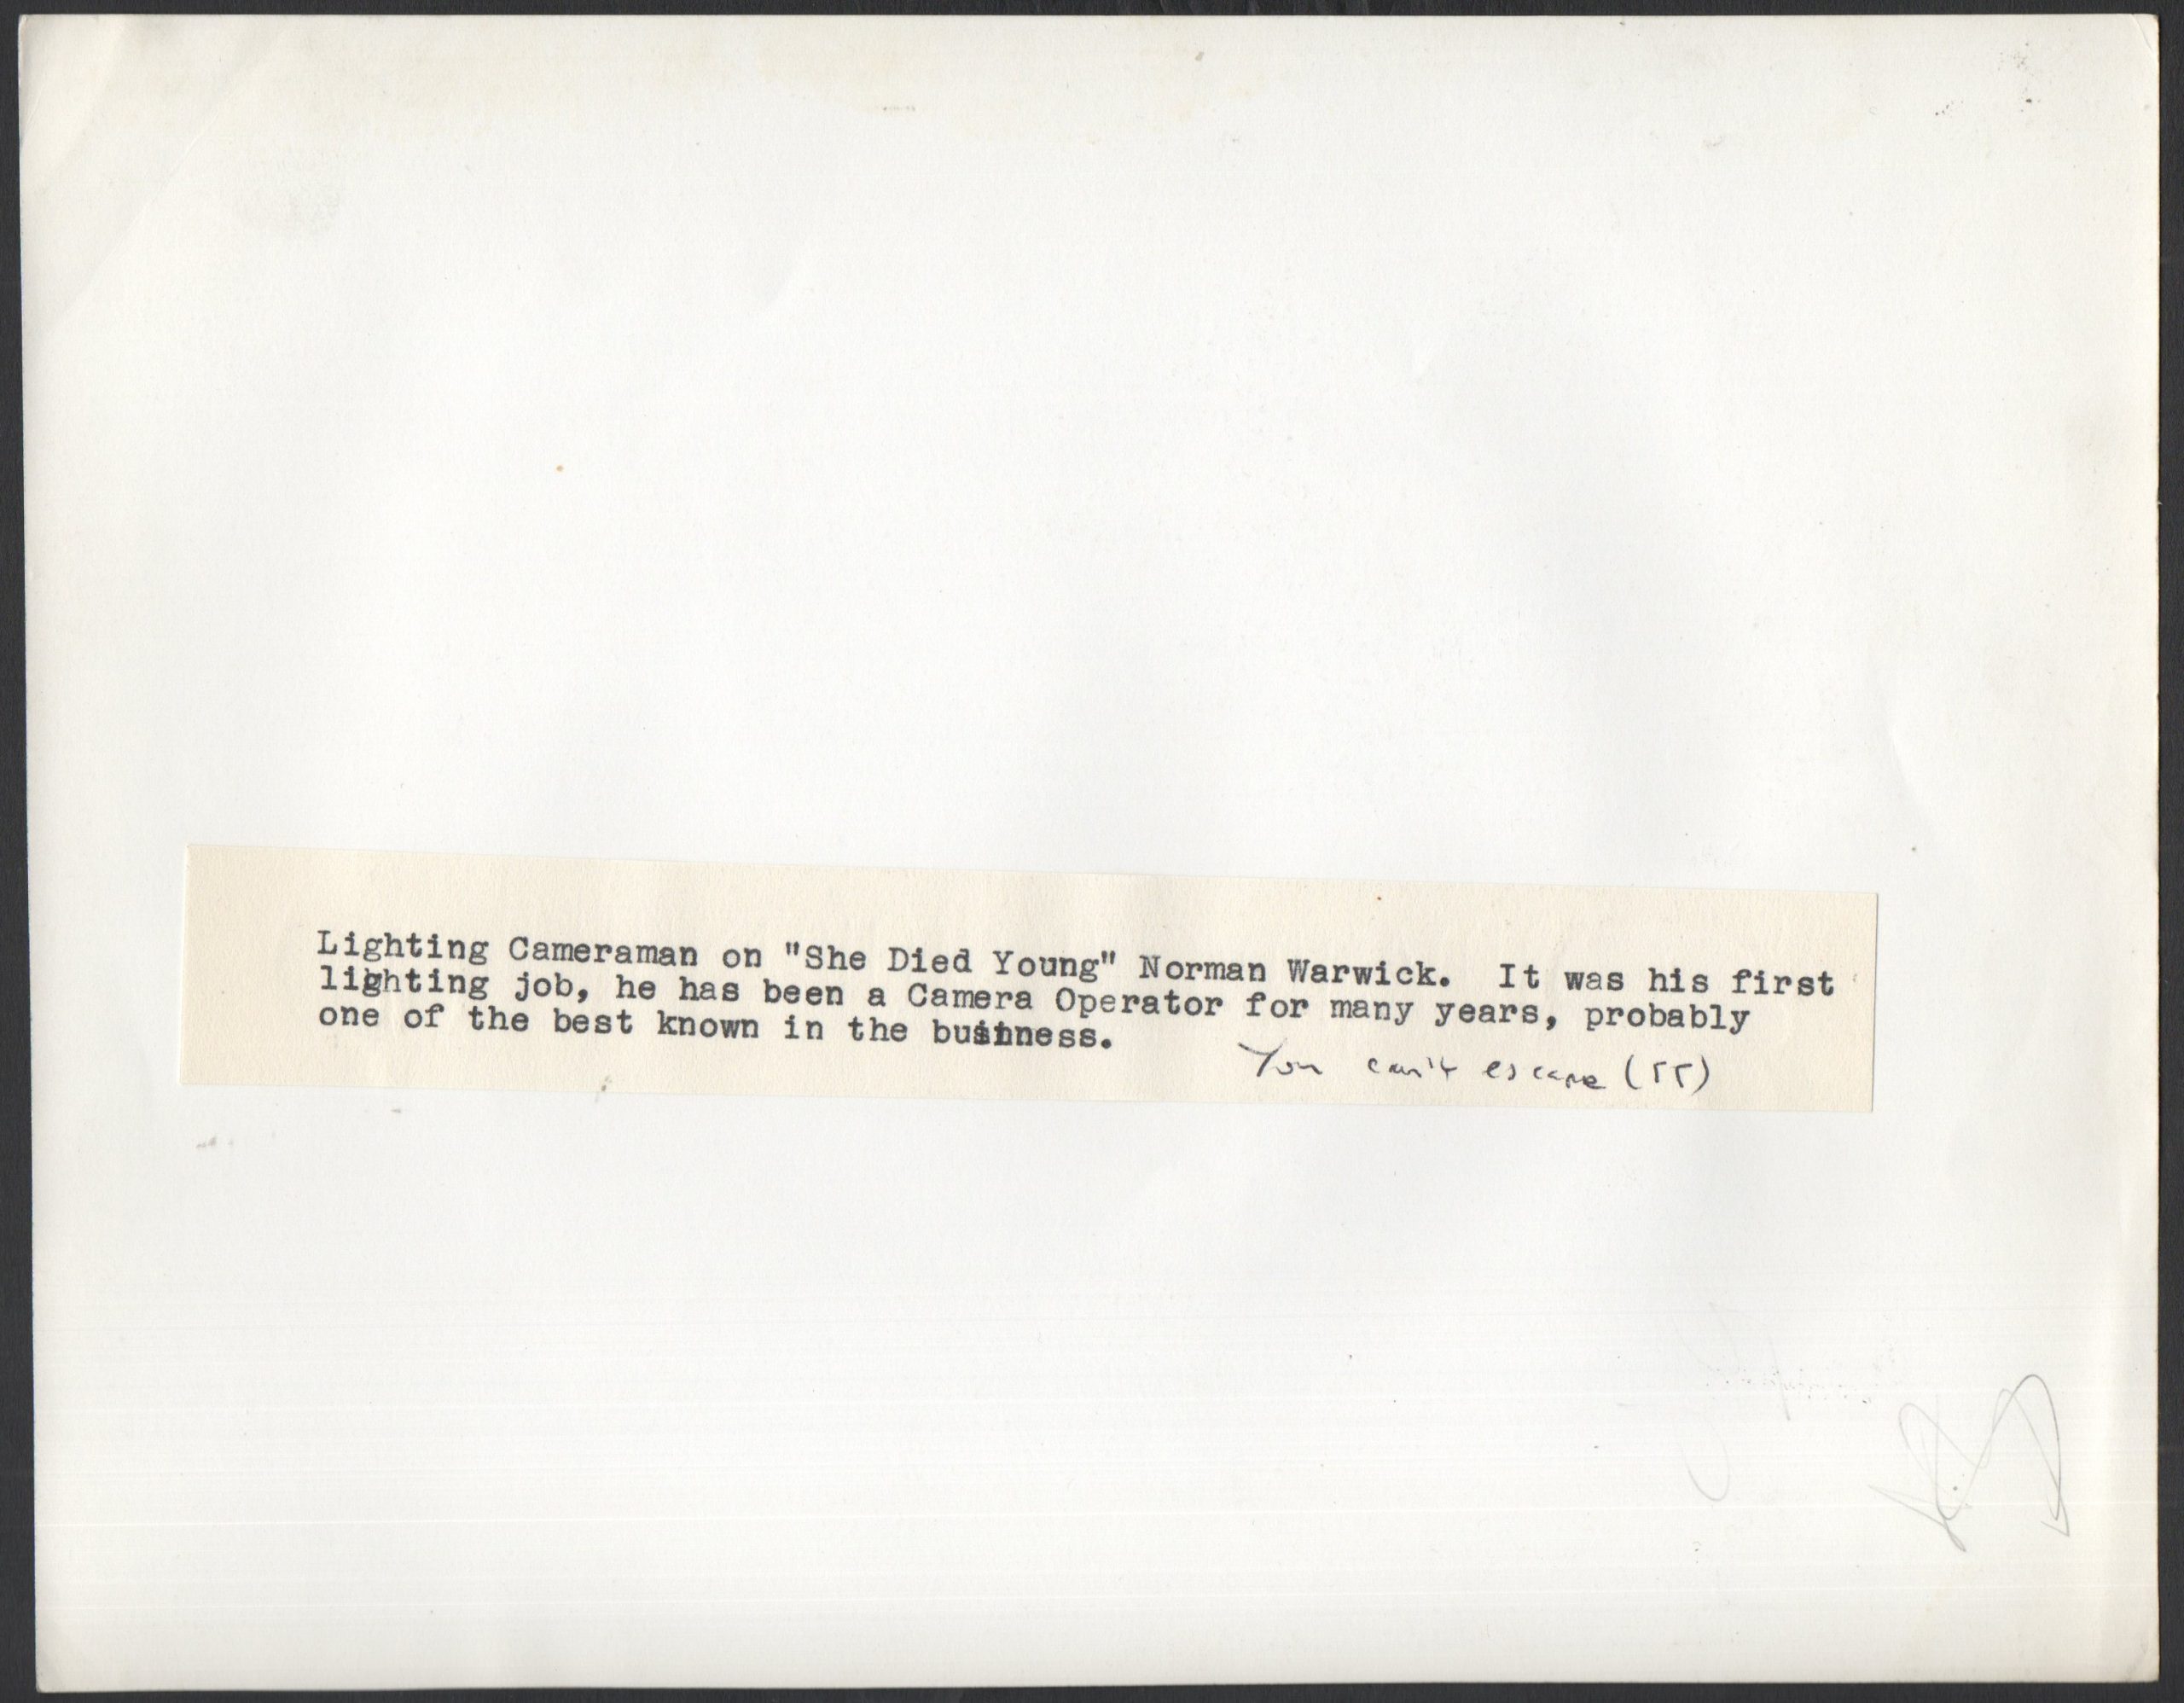 Lighting Cameraman on "She Died Young" Norman Warwick.  It was his first
lighting job, he has been a Camera Operator for many years, probably
one of the best known in the business.
You can't escape (55)